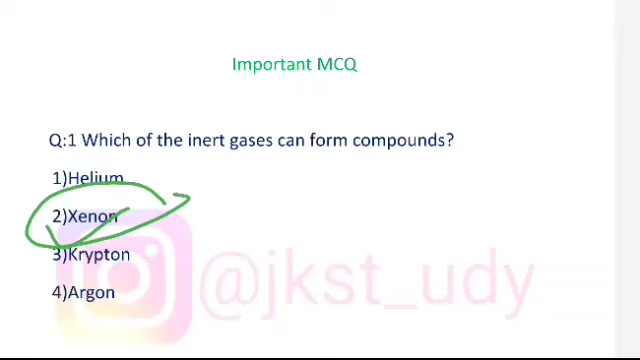 Important MCQ
Q:1 Which of the inert gases can form compounds?
1)Helium
2)Xenon
3)Krypton
@jkst_udy
4)Argon